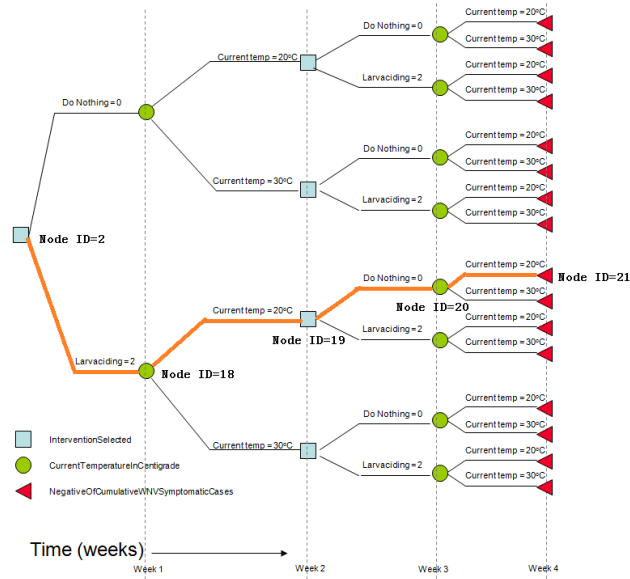 Current temp = 20ºC
Do Nothing = 0
Current temp = 30ºC
Current temp = 20ºC
Current temp = 20ºC
Larvaciding = 2
Current temp = 30ºC
Do Nothing = 0
Current temp = 20ºC
Do Nothing = 0
Current temp = 30ºC
Current temp = 30ºC
Current temp = 20ºC
Larvaciding = 2
Current temp = 30ºC
Node ID=2
Current temp = 20ºC
Do Nothing = 0
Node ID=21
Current temp = 30ºC
Node ID=20
Current temp = 20ºC
Current temp = 20ºC
Larvaciding = 2
Node ID=19
Current temp = 30ºC
Larvaciding = 2
Node ID=18
Current temp = 20ºC
Do Nothing = 0
Current temp = 30ºC
Current temp = 30ºC
InterventionSelected
Current temp = 20ºC
CurrentTemperatureInCentigrade
Larvaciding = 2
Current temp = 30ºC
NegativeOfCumulativeWNVSymptomaticCases
Time (weeks)
Week 1
Week 2
Week 3
Week 4